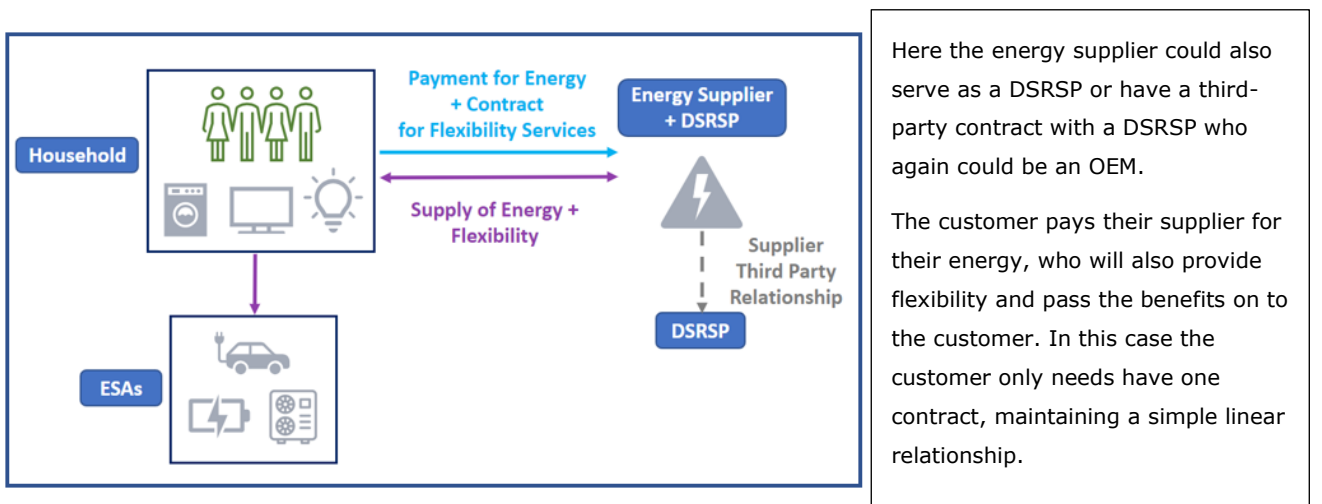 Household
Payment for Energy
+ Contract
for Flexibility Services
Energy Supplier
+ DSRSP
Supply of Energy +
Flexibility
Supplier
Third Party
Relationship
DSRSP
ESAs
Here the energy supplier could also
serve as a DSRSP or have a third-
party contract with a DSRSP who
again could be an OEM.
The customer pays their supplier for
their energy, who will also provide
flexibility and pass the benefits on to
the customer. In this case the
customer only needs have one
contract, maintaining a simple linear
relationship.